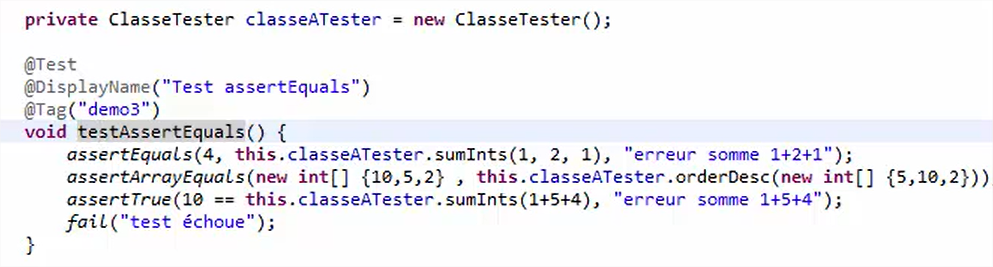 private ClasseTester classeATester = new ClasseTester();
@Test
@DisplayName("Test assertEquals")
@Tag("demo3")
void testAssertEquals() {
assertEquals(4, this.classeATester.sumInts(1, 2, 1), "erreur somme 1+2+1");
assertArrayEquals(new int[] {10,5,2} , this.classeATester.orderDesc(new int[] {5,10,2}))
assertTrue(10 == this.classeATester.sumInts(1+5+4), "erreur somme 1+5+4");
fail("test échoue");
}